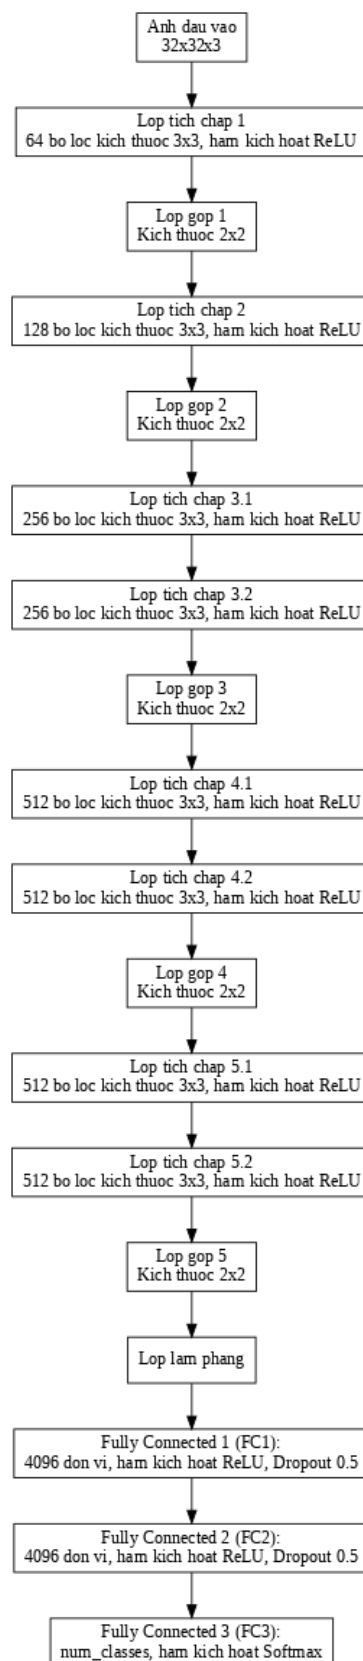 Anh dau vao
32x32x3
Lop tich chap 1
64 bo loc kich thuoc 3x3, ham kich hoat ReLU
Lop gop 1
Kich thuoc 2x2
Lop tich chap 2
128 bo loc kich thuoc 3x3, ham kich hoat ReLU
Lop gop 2
Kich thuoc 2x2
Lop tich chap 3.1
256 bo loc kich thuoc 3x3, ham kich hoat ReLU
Lop tich chap 3.2
256 bo loc kich thuoc 3x3, ham kich hoat ReLU
Lop gop 3
Kich thuoc 2x2
Lop tich chap 4.1
512 bo loc kich thuoc 3x3, ham kich hoat ReLU
Lop tich chap 4.2
512 bo loc kich thuoc 3x3, ham kich hoat ReLU
Lop gop 4
Kich thuoc 2x2
Lop tich chap 5.1
512 bo loc kich thuoc 3x3, ham kich hoat ReLU
Lop tich chap 5.2
512 bo loc kich thuoc 3x3, ham kich hoat ReLU
Lop gop 5
Kich thuoc 2x2
Lop lam phang
Fully Connected 1 (FC1):
4096 don vi, ham kich hoat ReLU, Dropout 0.5
Fully Connected 2 (FC2):
4096 don vi, ham kich hoat ReLU, Dropout 0.5
Fully Connected 3 (FC3):
num_classes, ham kich hoat Softmax